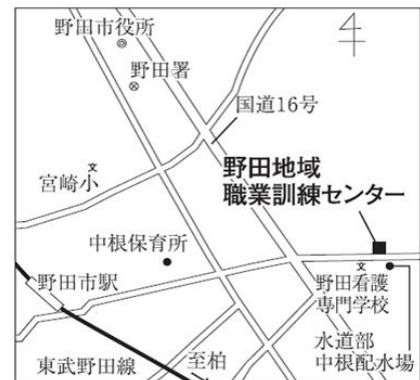 野田市役所
野田署
国道16号
野田地域
職業訓練センター
文
宮崎小
中根保育所
野田市駅
文
野田看護
専門学校
水道部
中根配水場
東武野田線
至柏